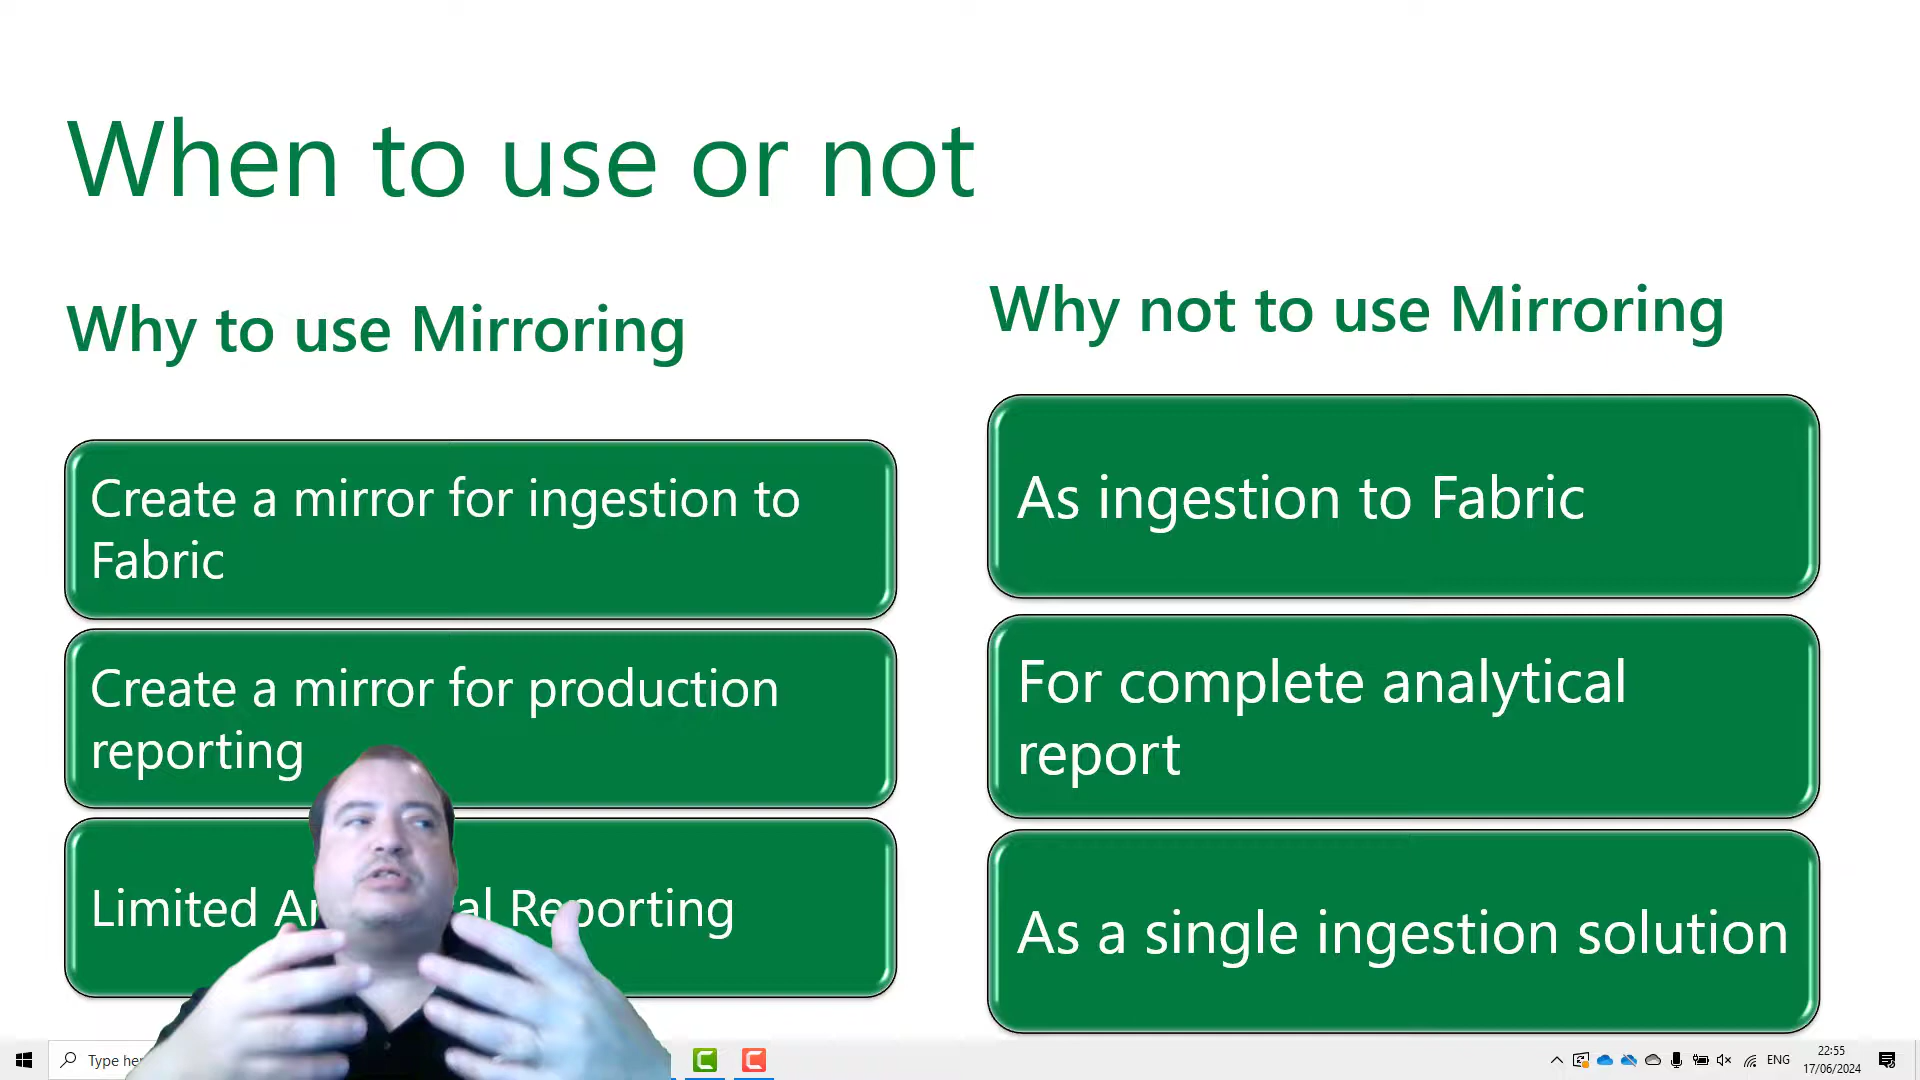 When to use or not
Why to use Mirroring
Create a mirror for ingestion to
Fabric
Create a mirror for production
reporting
Limited Reporting
Why not to use Mirroring
As ingestion to Fabric
For complete analytical
report
As a single ingestion solution
Type
ENG
22:55
17/06/2024